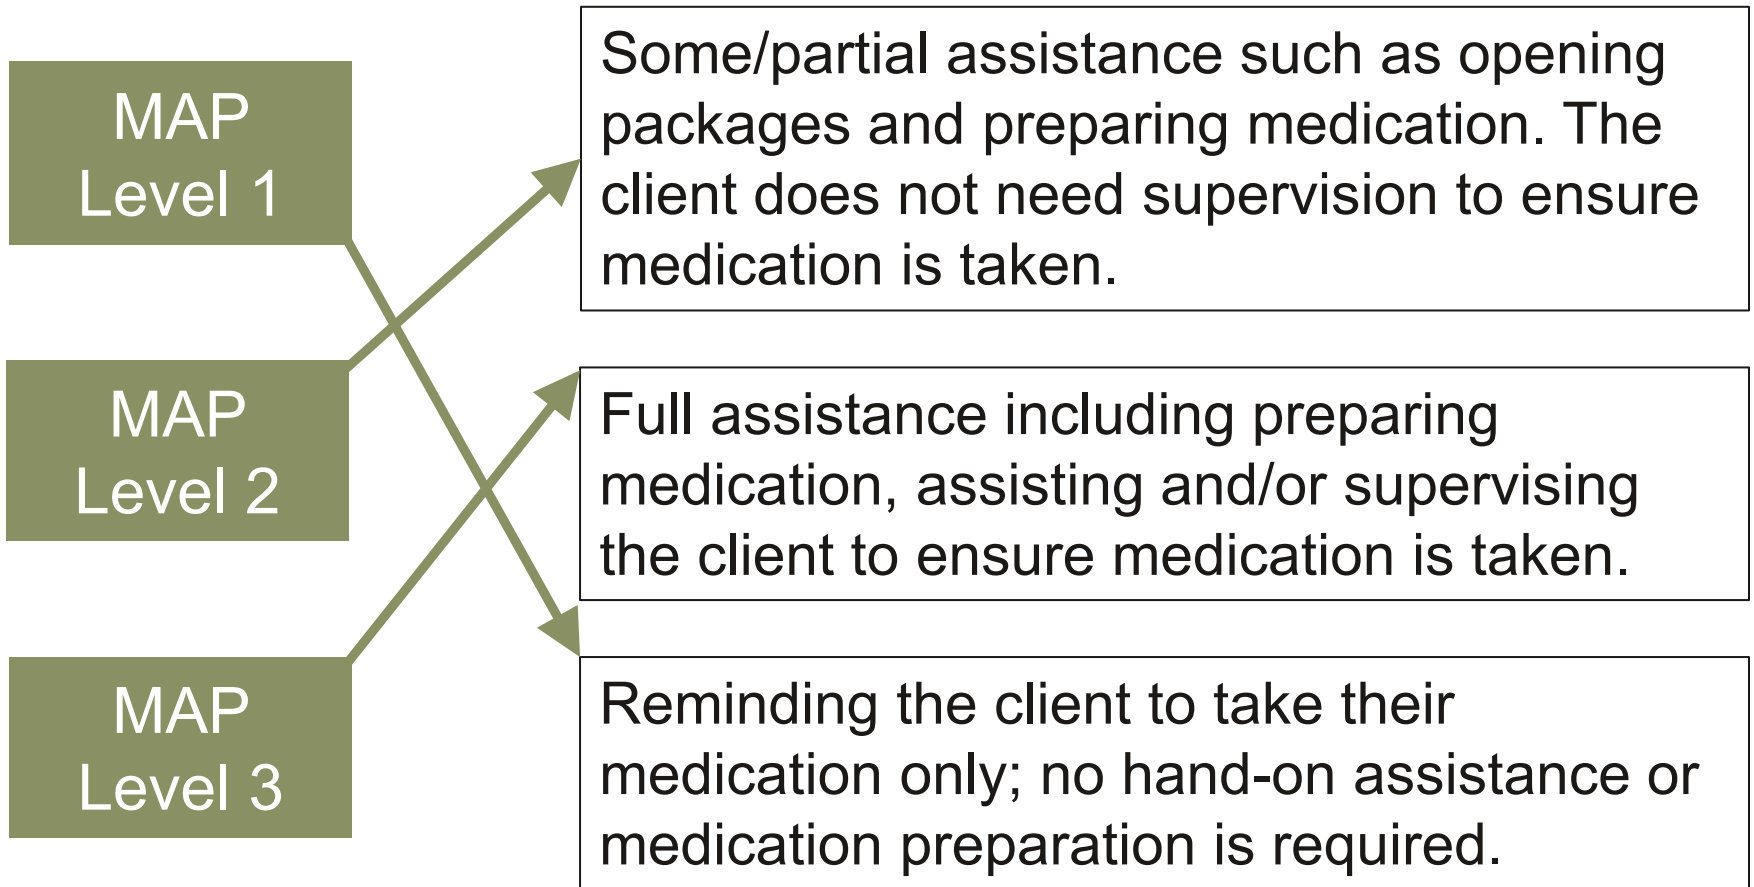 MAP
Level 1
MAP
Level 2
MAP
Level 3
Some/partial assistance such as opening
packages and preparing medication. The
client does not need supervision to ensure
medication is taken.
Full assistance including preparing
medication, assisting and/or supervising
the client to ensure medication is taken.
Reminding the client to take their
medication only; no hand-on assistance or
medication preparation is required.